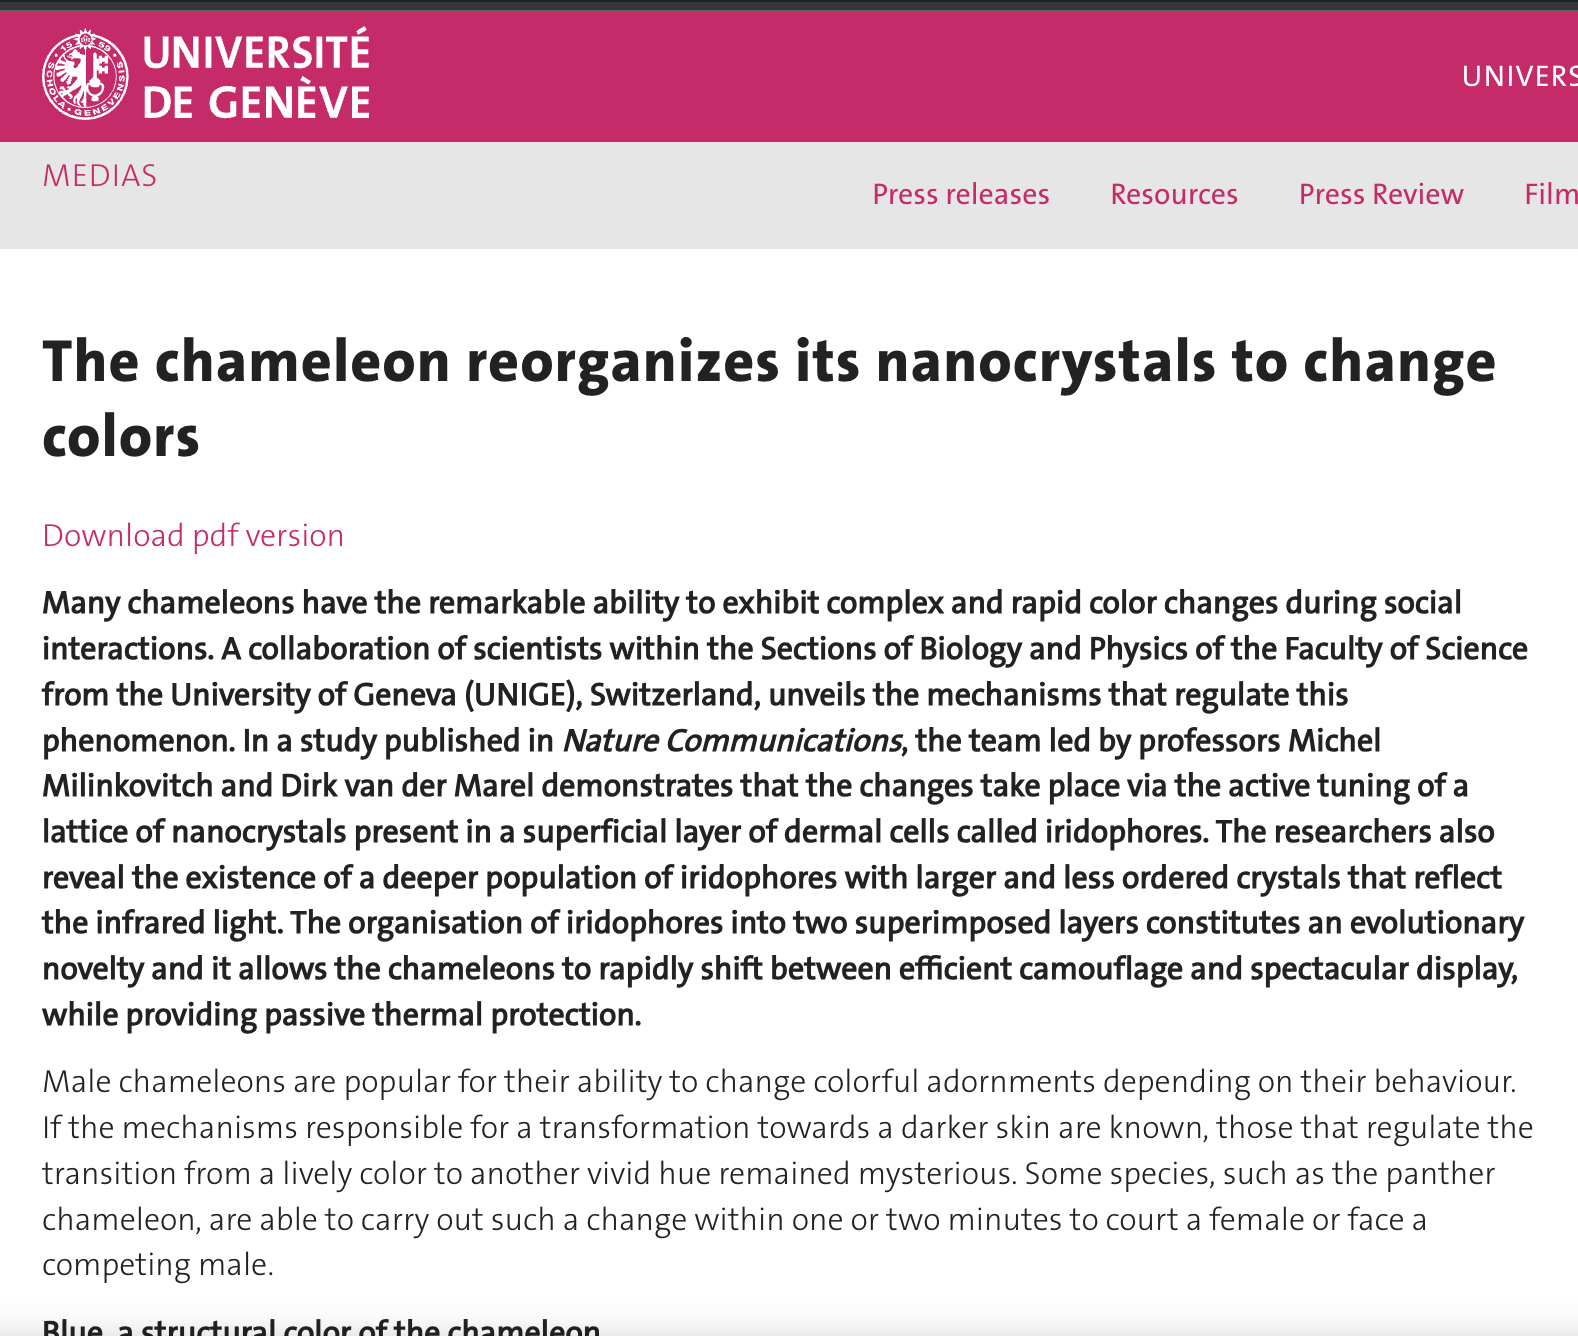 SCHOLA GENEVENSIS 1559
UNIVERSITÉ
DE GENÈVE
UNIVERS
MEDIAS
Press releases
Resources
Press Review
Film
The chameleon reorganizes its nanocrystals to change
colors
Download pdf version
Many chameleons have the remarkable ability to exhibit complex and rapid color changes during social
interactions. A collaboration of scientists within the Sections of Biology and Physics of the Faculty of Science
from the University of Geneva (UNIGE), Switzerland, unveils the mechanisms that regulate this
phenomenon. In a study published in Nature Communications, the team led by professors Michel
Milinkovitch and Dirk van der Marel demonstrates that the changes take place via the active tuning of a
lattice of nanocrystals present in a superficial layer of dermal cells called iridophores. The researchers also
reveal the existence of a deeper population of iridophores with larger and less ordered crystals that reflect
the infrared light. The organisation of iridophores into two superimposed layers constitutes an evolutionary
novelty and it allows the chameleons to rapidly shift between efficient camouflage and spectacular display,
while providing passive thermal protection.
Male chameleons are popular for their ability to change colorful adornments depending on their behaviour.
If the mechanisms responsible for a transformation towards a darker skin are known, those that regulate the
transition from a lively color to another vivid hue remained mysterious. Some species, such as the panther
chameleon, are able to carry out such a change within one or two minutes to court a female or face a
competing male.
Blue, a structural color of the chameleon